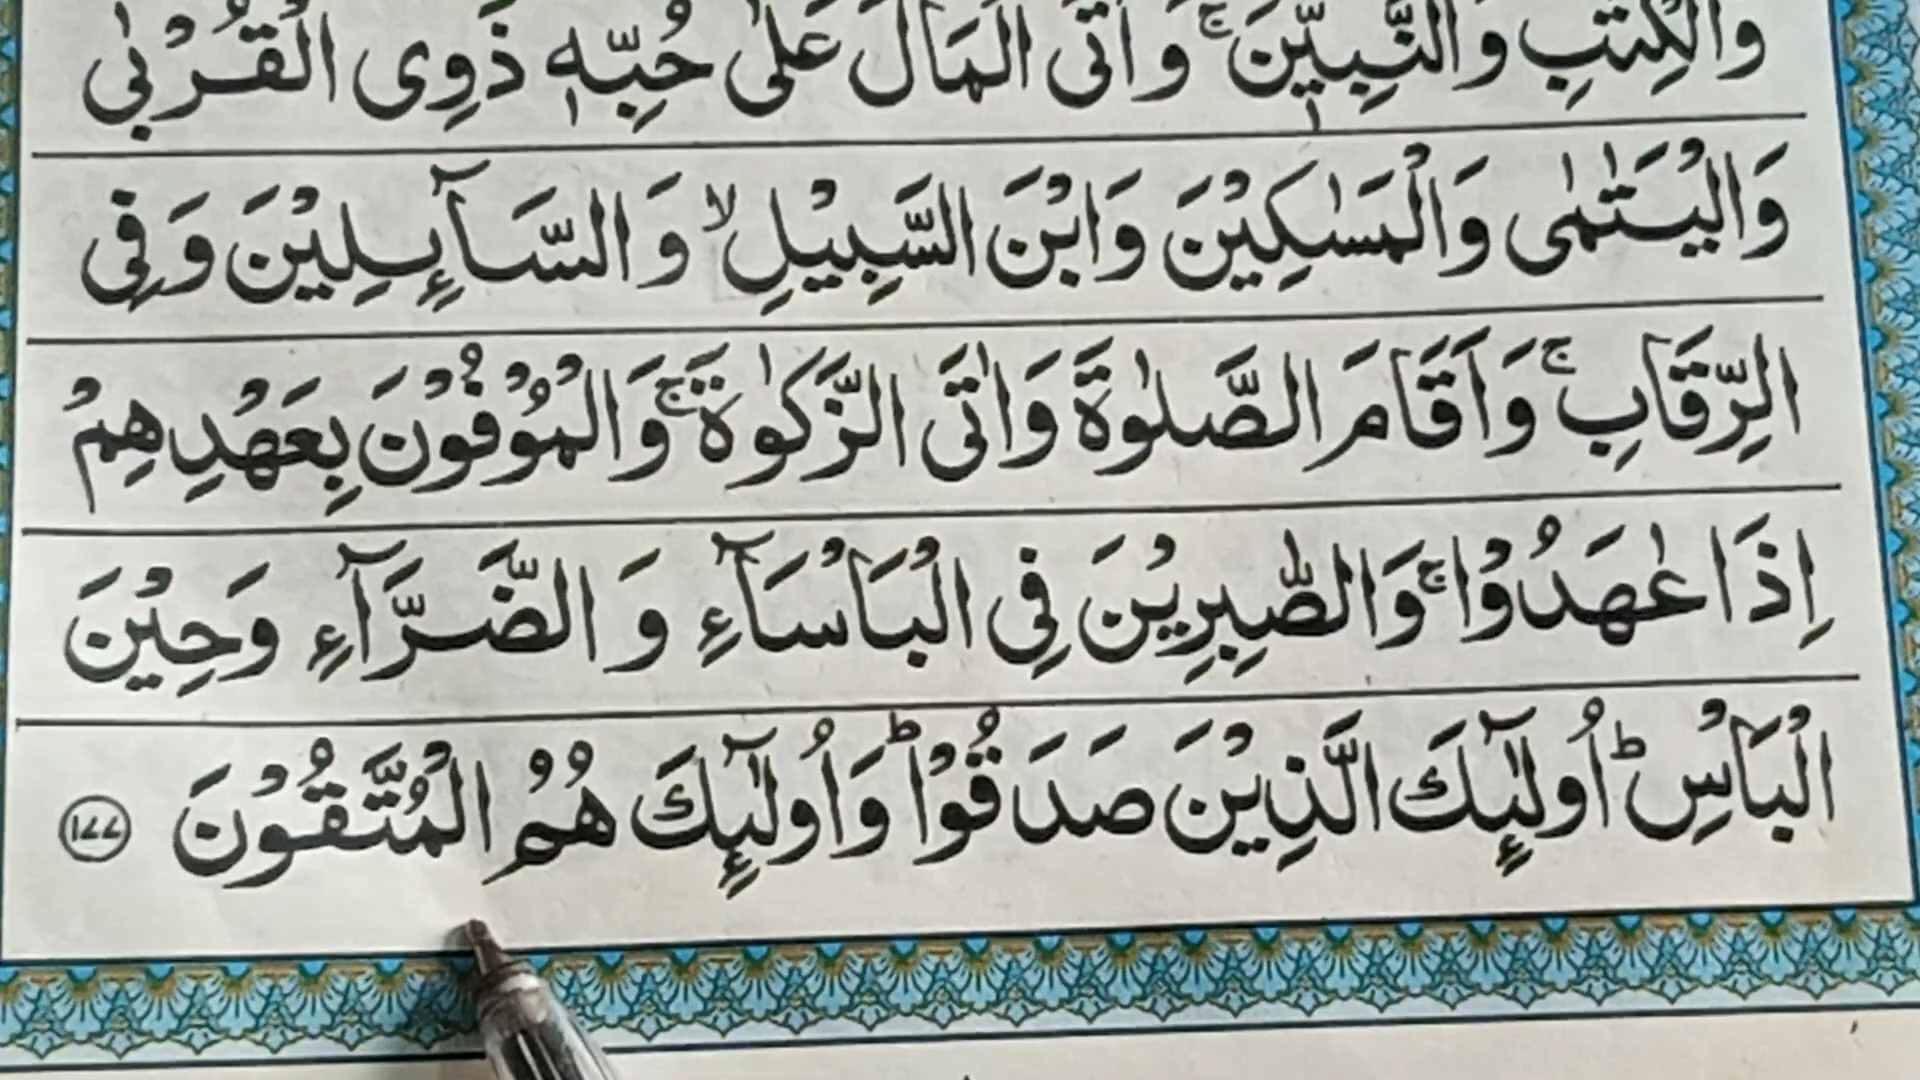 وَالْكِتٰبِ وَالنَّبِيّٖنَ ۚ وَاٰتَى الْمَالَ عَلٰى حُبِّهٖ ذَوِى الْقُرْبٰى
وَالْيَتٰمٰى وَالْمَسٰكِيْنَ وَابْنَ السَّبِيْلِ ۙ وَالسَّآئِلِيْنَ وَفِى
الرِّقَابِ ۚ وَاَقَامَ الصَّلٰوةَ وَاٰتَى الزَّكٰوةَ ۚ وَالْمُوْفُوْنَ بِعَهْدِهِمْ
اِذَا عٰهَدُوْا ۚ وَالصّٰبِرِيْنَ فِى الْبَاْسَآءِ وَالضَّرَّآءِ وَحِيْنَ
الْبَاْسِ ؕ اُولٰٓئِكَ الَّذِيْنَ صَدَقُوْا ؕ وَاُولٰٓئِكَ هُمُ الْمُتَّقُوْنَ ﴿۱۷۷﴾